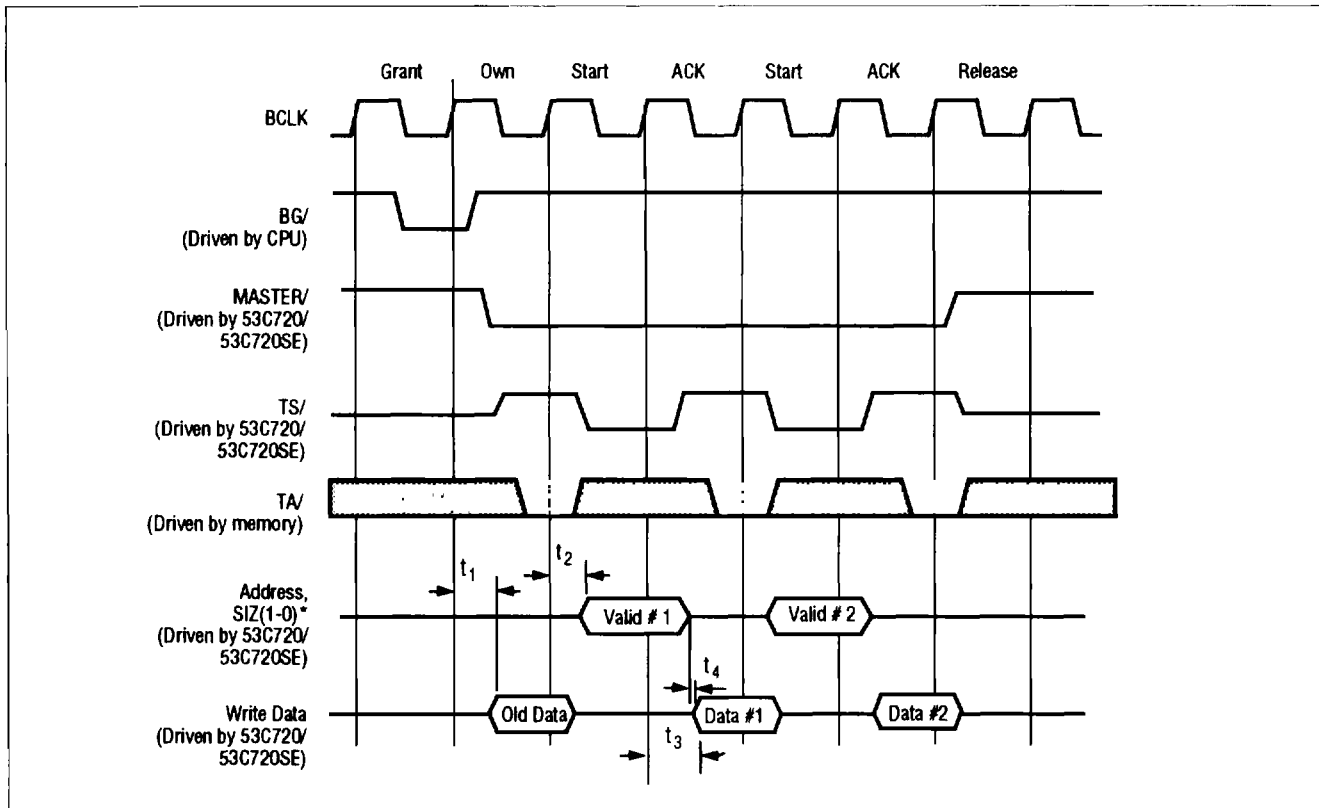 Grant Own Start ACK Start ACK Release
BCLK
BG/
(Driven by CPU)
MASTER/
(Driven by 53C720/
53C720SE)
TS/
(Driven by 53C720/
53C720SE)
TA/
(Driven by memory)
t1 t2
Address,
SIZ(1-0)*
(Driven by 53C720/
53C720SE)
Valid # 1 Valid # 2
t4
Write Data
(Driven by 53C720/
53C720SE)
Old Data Data #1 Data #2
t3